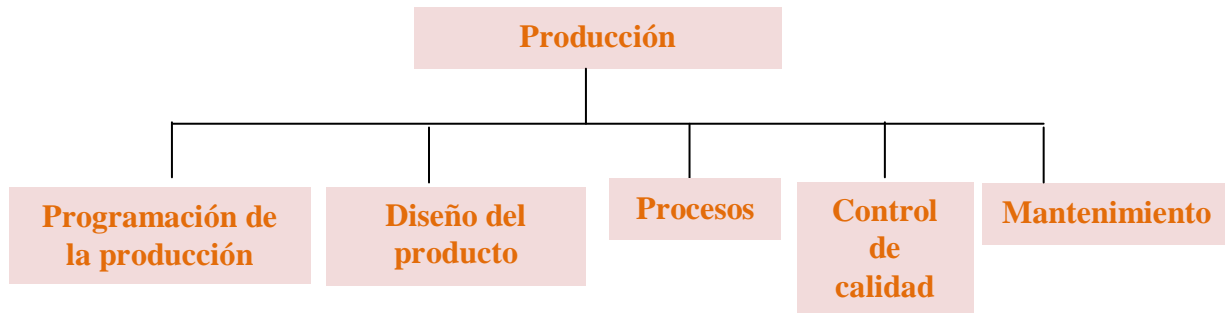 Producción
Programación de
la producción
Diseño del
producto
Procesos
Control
de
calidad
Mantenimiento